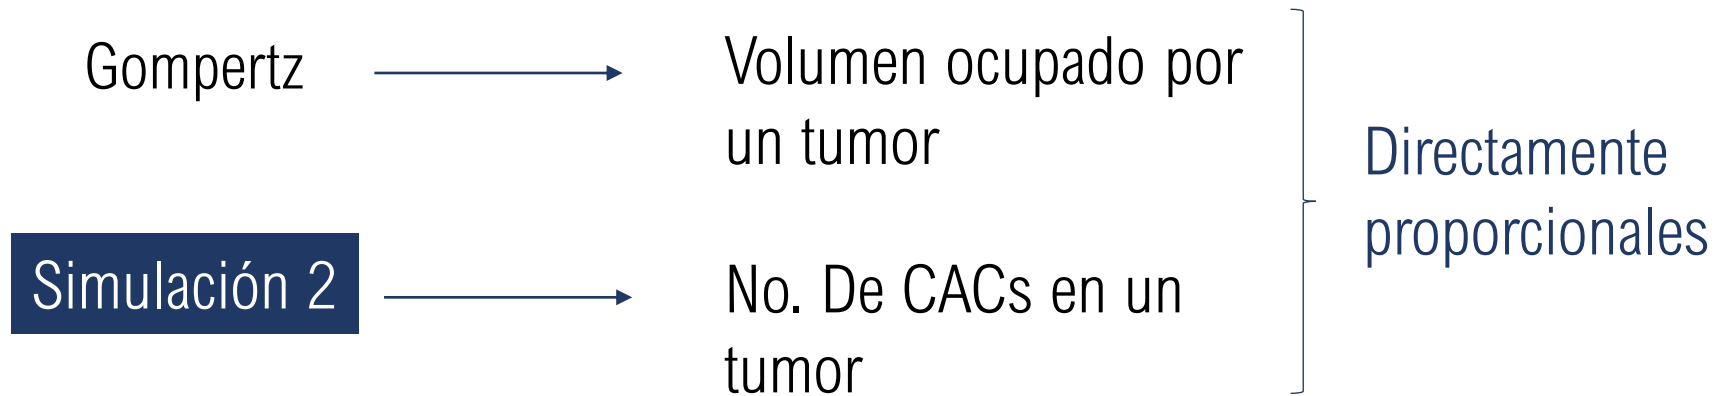 Gompertz
Volumen ocupado por
un tumor
Simulación 2
No. De CACs en un
tumor
Directamente
proporcionales